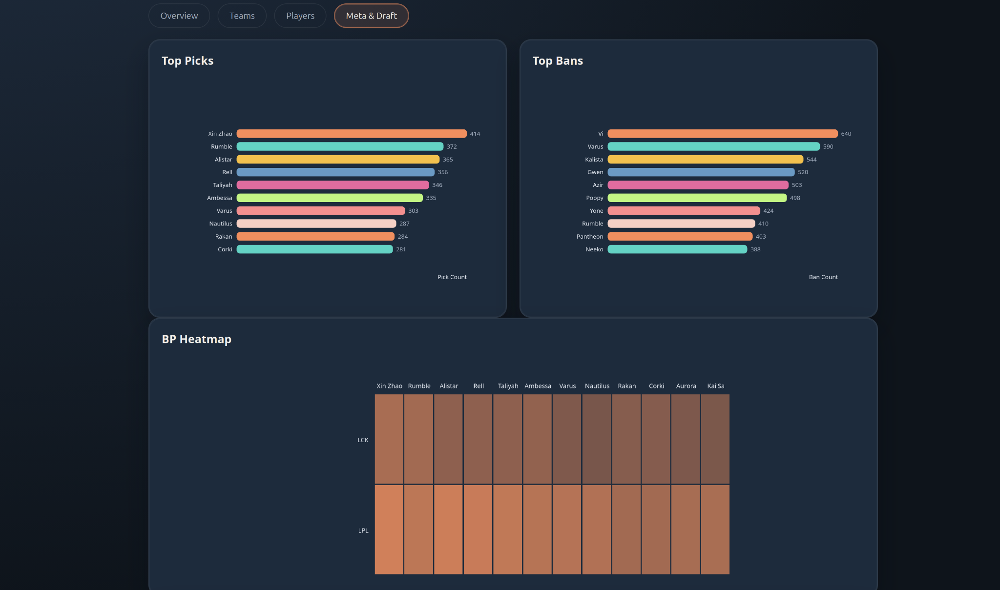 Overview Teams Players Meta & Draft
Top Picks
Xin Zhao 414
Rumble 372
Alistar 365
Rell 356
Taliyah 346
Ambessa 335
Varus 303
Nautilus 287
Rakan 284
Corki 281
Pick Count
Top Bans
Vi 640
Varus 590
Kalista 544
Gwen 520
Azir 503
Poppy 498
Yone 424
Rumble 410
Pantheon 403
Neeko 388
Ban Count
BP Heatmap
Xin Zhao Rumble Alistar Rell Taliyah Ambessa Varus Nautilus Rakan Corki Aurora Kai'Sa
LCK
LPL